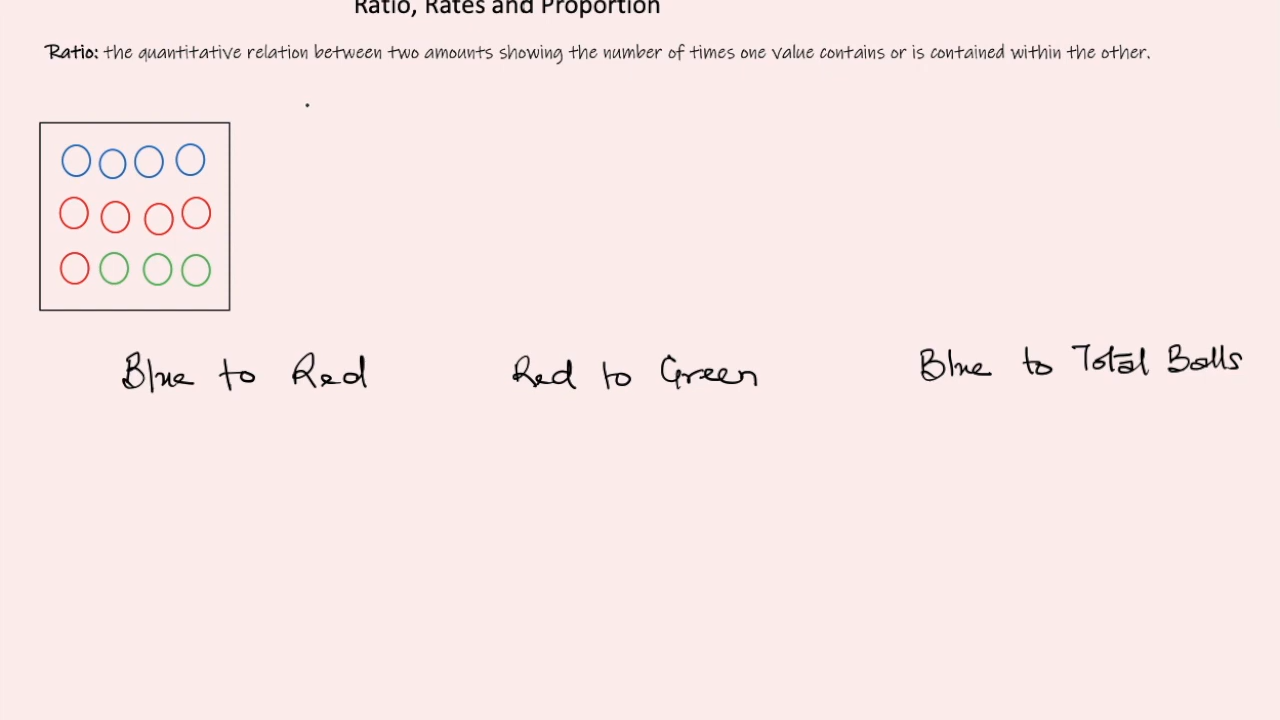 Ratio, Rates and Proportion
Ratio: the quantitative relation between two amounts showing the number of times one value contains or is contained within the other.
Blue to Red
Red to Green
Blue to Total Balls